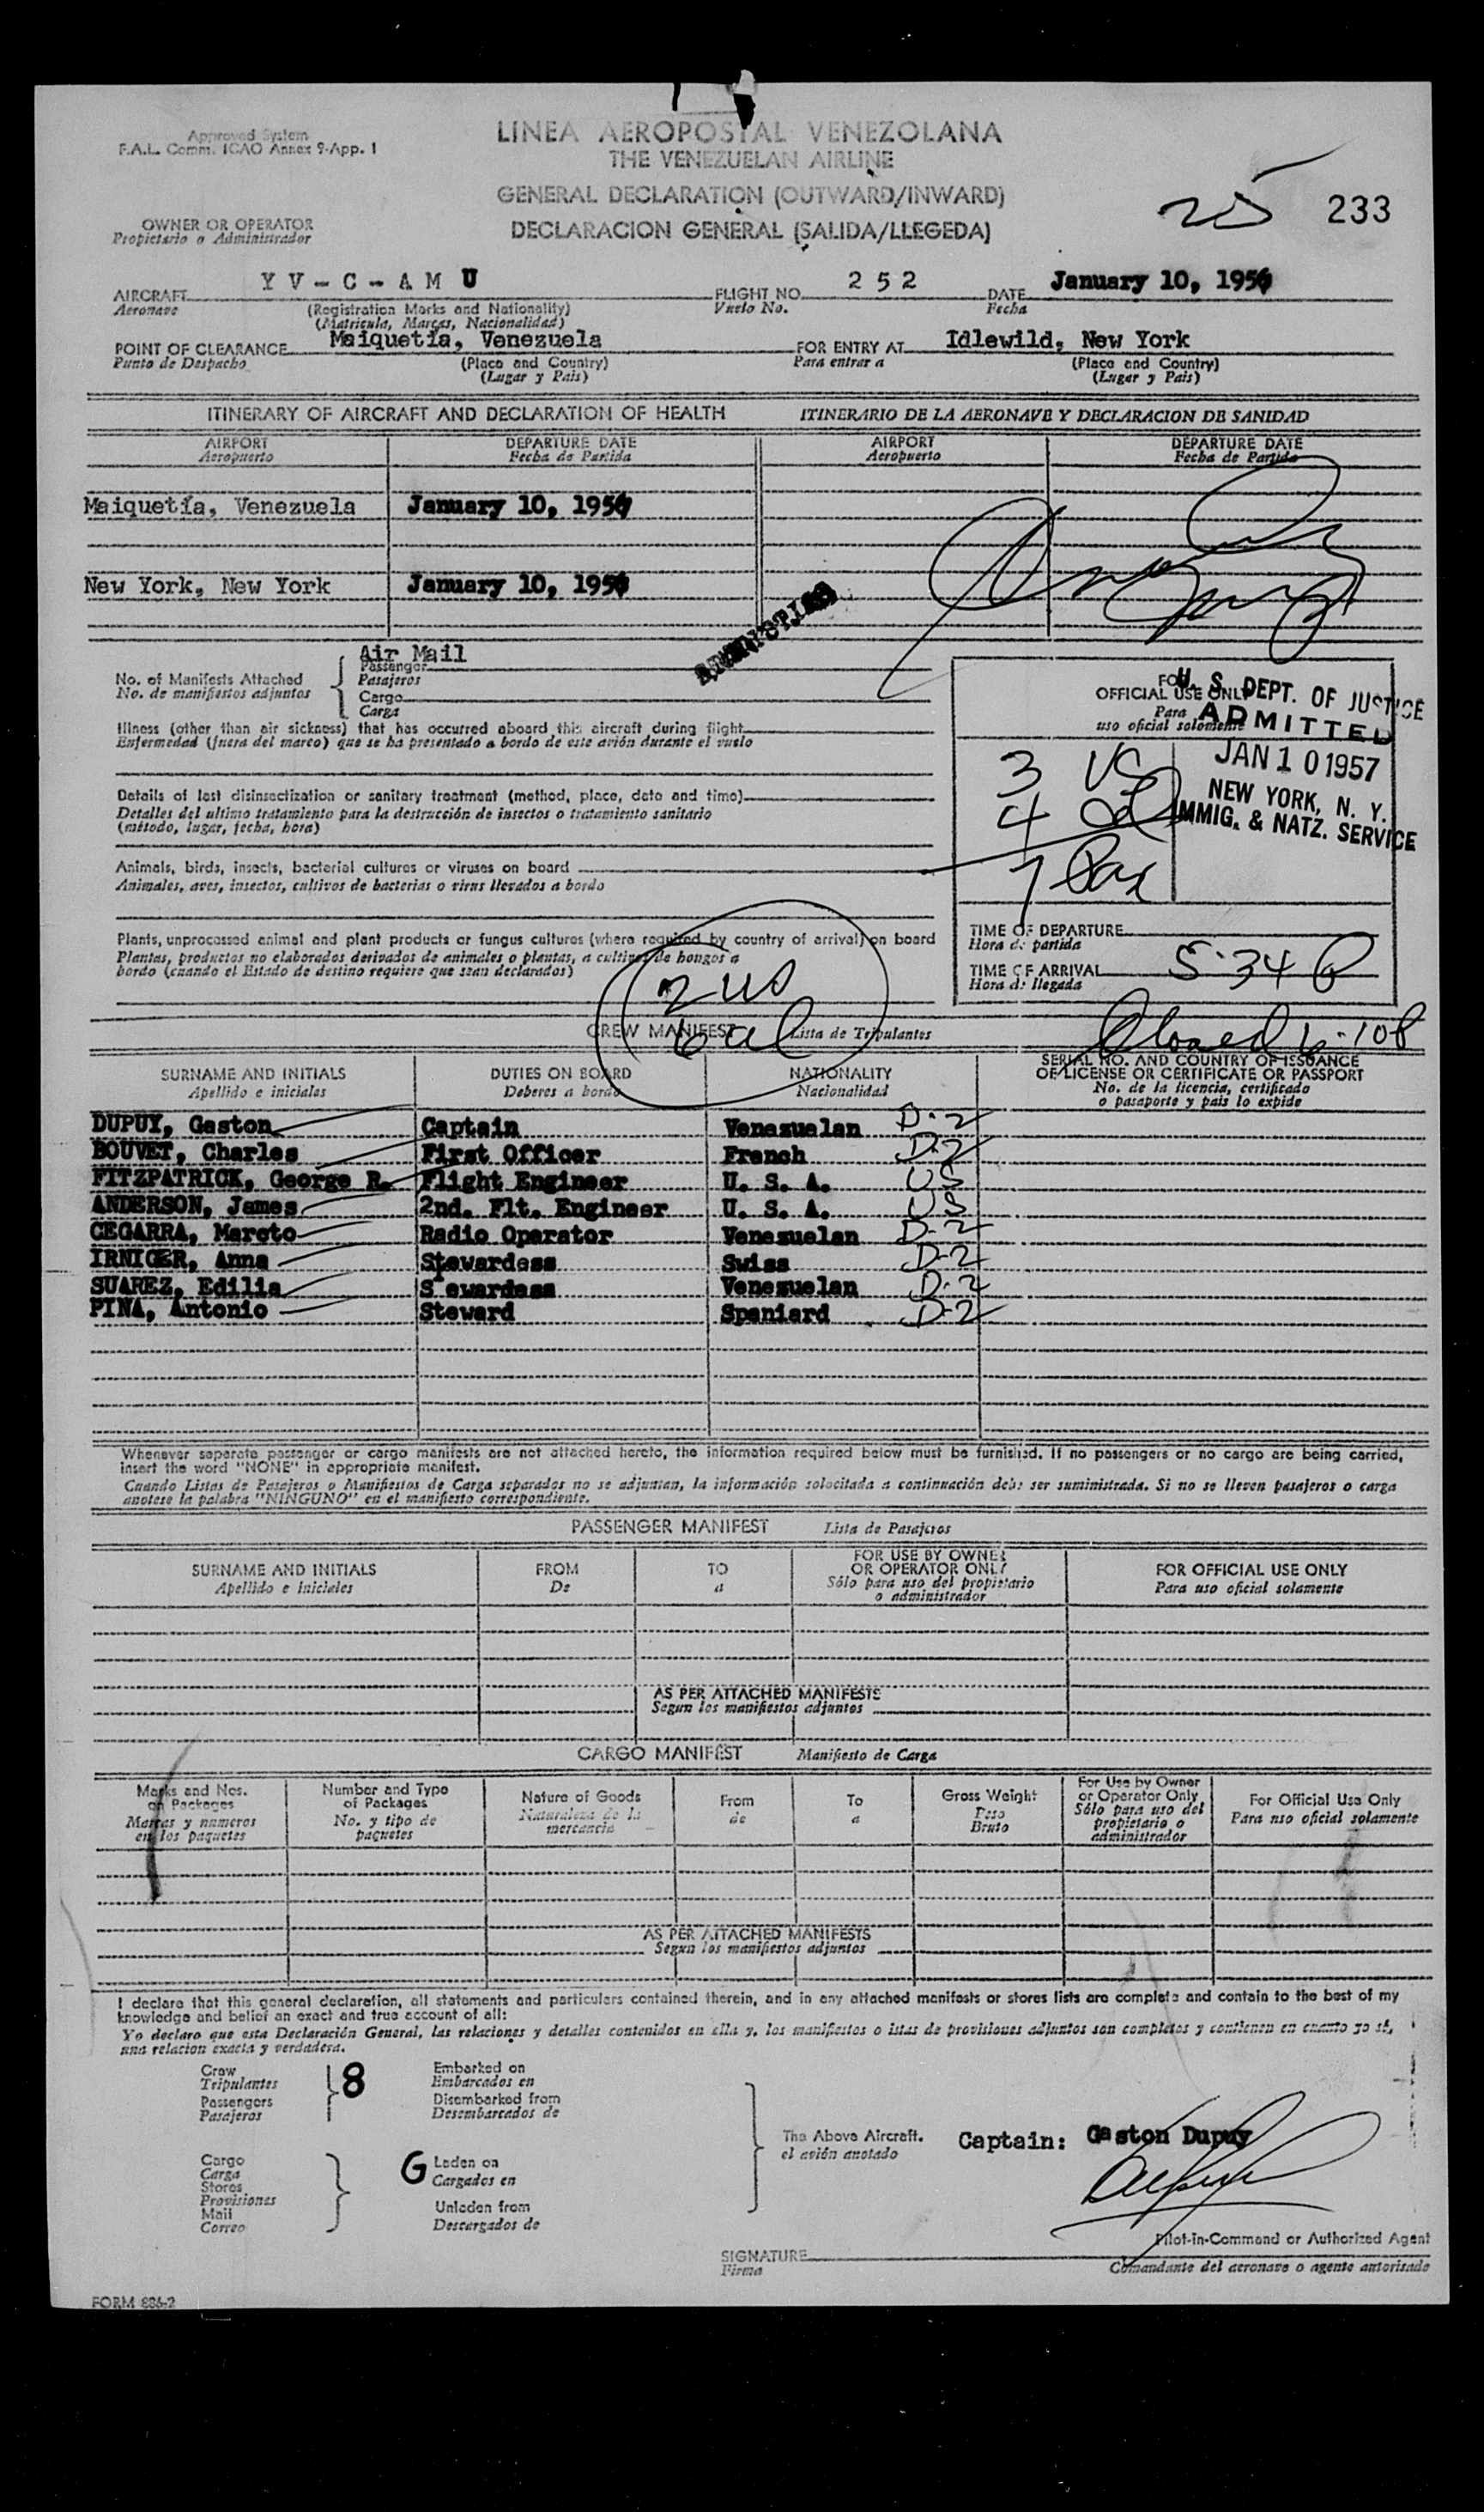 Approved System
F.A.L. Comm. ICAO Annex 9-App. 1
LINEA AEROPOSTAL VENEZOLANA
THE VENEZUELAN AIRLINE
GENERAL DECLARATION (OUTWARD/INWARD)
DECLARACION GENERAL (SALIDA/LLEGEDA)
25 233
OWNER OR OPERATOR
Propietario o Administrador
AIRCRAFT YV-C-AMU FLIGHT NO. 252 DATE January 10, 1956
Aeronave Vuelo No. Fecha
(Registration Marks and Nationality)
(Matricula, Marcas, Nacionalidad)
POINT OF CLEARANCE Maiquetía, Venezuela FOR ENTRY AT Idlewild, New York
Punto de Despacho (Place and Country) Para entrar a (Place and Country)
(Lugar y Pais) (Lugar y Pais)
ITINERARY OF AIRCRAFT AND DECLARATION OF HEALTH ITINERARIO DE LA AERONAVE Y DECLARACION DE SANIDAD
AIRPORT DEPARTURE DATE AIRPORT DEPARTURE DATE
Aeropuerto Fecha de Partida Aeropuerto Fecha de Partida
Maiquetía, Venezuela January 10, 195
New York, New York January 10, 195
No. of Manifests Attached
No. de manifiestos adjuntos
Air Mail
Passenger
Pasajeros
Cargo
Carga
Illness (other than air sickness) that has occurred aboard this aircraft during flight
Enfermedad (fuera del mareo) que se ha presentado a bordo de este avión durante el vuelo
Details of last disinsectization or sanitary treatment (method, place, date and time)
Detalles del ultimo tratamiento para la destrucción de insectos o tratamiento sanitario
(método, lugar, fecha, hora)
Animals, birds, insects, bacterial cultures or viruses on board
Animales, aves, insectos, cultivos de bacterias o virus llevados a bordo
Plants, unprocessed animal and plant products or fungus cultures (where required by country of arrival) on board
Plantas, productos no elaborados derivados de animales o plantas, a cultivos de hongos a
bordo (cuando el Estado de destino requiere que sean declarados)
FOR
OFFICIAL USE ONLY
Para
uso oficial solamente
U. S. DEPT. OF JUSTICE
ADMITTED
JAN 10 1957
NEW YORK, N. Y.
IMMIG. & NATZ. SERVICE
3 US
4 al
7 Pax
TIME OF DEPARTURE
Hora de partida
TIME OF ARRIVAL 5:34 P
Hora de llegada
2 us
6 al
Closed 6:10P
CREW MANIFEST Lista de Tripulantes
SURNAME AND INITIALS DUTIES ON BOARD NATIONALITY SERIAL NO. AND COUNTRY OF ISSUANCE
OF LICENSE OR CERTIFICATE OR PASSPORT
Apellido e iniciales Deberes a bordo Nacionalidad No. de la licencia, certificado
o pasaporte y pais lo expide
DUPUY, Gaston Captain Venezuelan D-2
BOUVET, Charles First Officer French D-2
FITZPATRICK, George R. Flight Engineer U. S. A. US
ANDERSON, James 2nd. Flt. Engineer U. S. A. US
CEGARRA, Marcto Radio Operator Venezuelan D-2
IRNIGER, Anna Stewardess Swiss D-2
SUAREZ, Edilia Stewardess Venezuelan D-2
PINA, Antonio Steward Spaniard D-2
Whenever separate passenger or cargo manifests are not attached hereto, the information required below must be furnished. If no passengers or no cargo are being carried,
insert the word "NONE" in appropriate manifest.
Cuando Listas de Pasajeros o Manifiestos de Carga separados no se adjuntan, la información solocitada a continuación debe ser suministrada. Si no se lleven pasajeros o carga
anotese la palabra "NINGUNO" en el manifiesto correspondiente.
PASSENGER MANIFEST Lista de Pasajeros
SURNAME AND INITIALS FROM TO FOR USE BY OWNER
OR OPERATOR ONLY FOR OFFICIAL USE ONLY
Apellido e iniciales De a Sólo para uso del propietario
o administrador Para uso oficial solamente
AS PER ATTACHED MANIFESTS
Segun los manifiestos adjuntos
CARGO MANIFEST Manifiesto de Carga
Marks and Nos.
on Packages
Marcas y numeros
en los paquetes
Number and Type
of Packages
No. y tipo de
paquetes
Nature of Goods
Naturaleza de la
mercancia
From
de
To
a
Gross Weight
Peso
Bruto
For Use by Owner
or Operator Only
Sólo para uso del
propietario o
administrador
For Official Use Only
Para uso oficial solamente
AS PER ATTACHED MANIFESTS
Segun los manifiestos adjuntos
I declare that this general declaration, all statements and particulars contained therein, and in any attached manifests or stores lists are complete and contain to the best of my
knowledge and belief an exact and true account of all:
Yo declaro que esta Declaración General, las relaciones y detalles contenidos en ella y, los manifiestos o istas de provisiones adjuntos son completos y contienen en cuanto yo sé,
una relacion exacta y verdadera.
Crew
Tripulantes
Passengers
Pasajeros
8
Embarked on
Embarcados en
Disembarked from
Desembarcados de
Cargo
Carga
Stores
Provisiones
Mail
Correo
G
Laden on
Cargados en
Unladen from
Descargados de
The Above Aircraft.
el avión anotado
Captain: Gaston Dupuy
Pilot-in-Command or Authorized Agent
SIGNATURE
Firma
Comandante del aeronave o agente autorizado
FORM 886-2